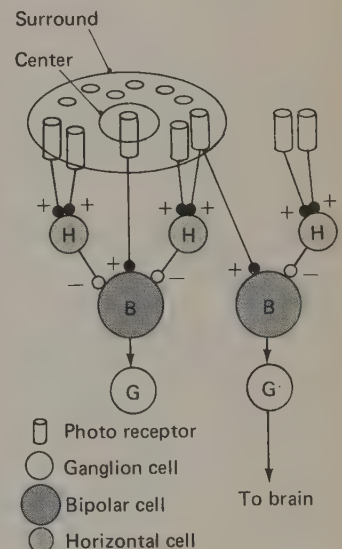 Surround
Center
+ + + +
H H H
+ + −
− −
B B
G G
Photo receptor
Ganglion cell
To brain
Bipolar cell
Horizontal cell